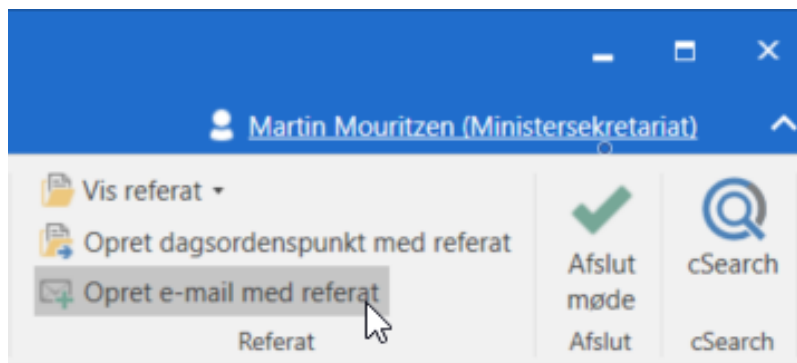 Martin Mouritzen (Ministersekretariat)
Vis referat
Opret dagsordenspunkt med referat
Opret e-mail med referat
Referat
Afslut
møde
Afslut
cSearch
cSearch